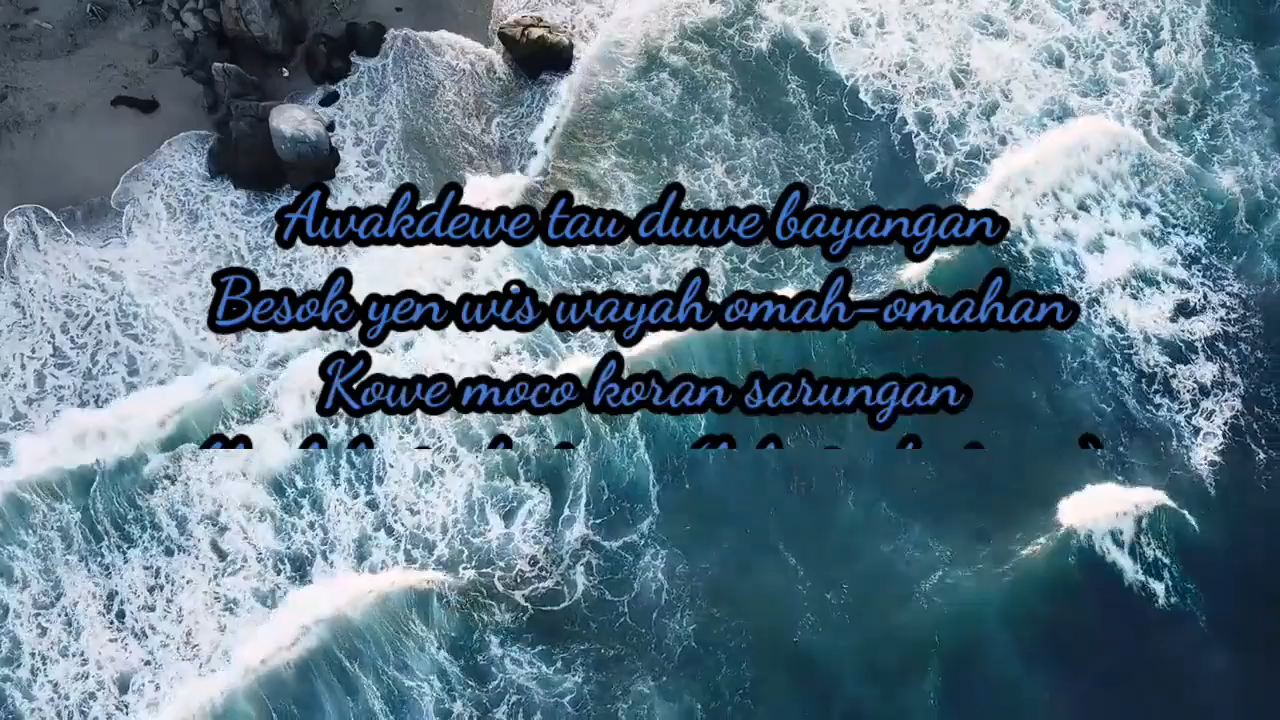 Awakdewe tau duwe bayangan
Besok yen wis wayah omah-omahan
Kowe moco koran sarungan